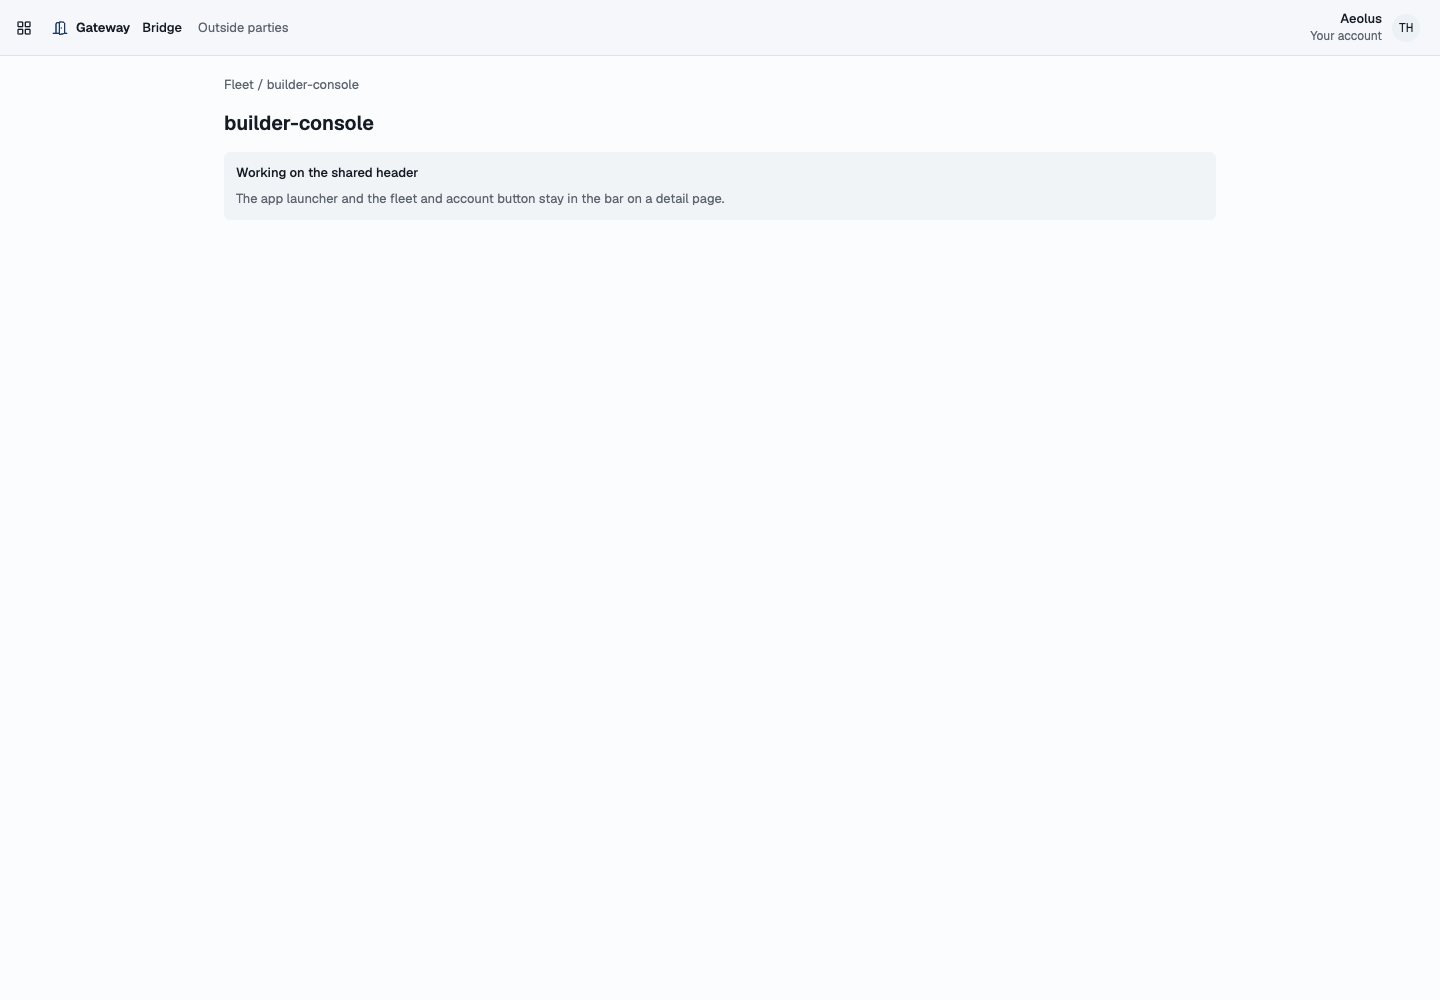 Gateway Bridge Outside parties
Aeolus
Your account
TH
Fleet / builder-console
builder-console
Working on the shared header
The app launcher and the fleet and account button stay in the bar on a detail page.